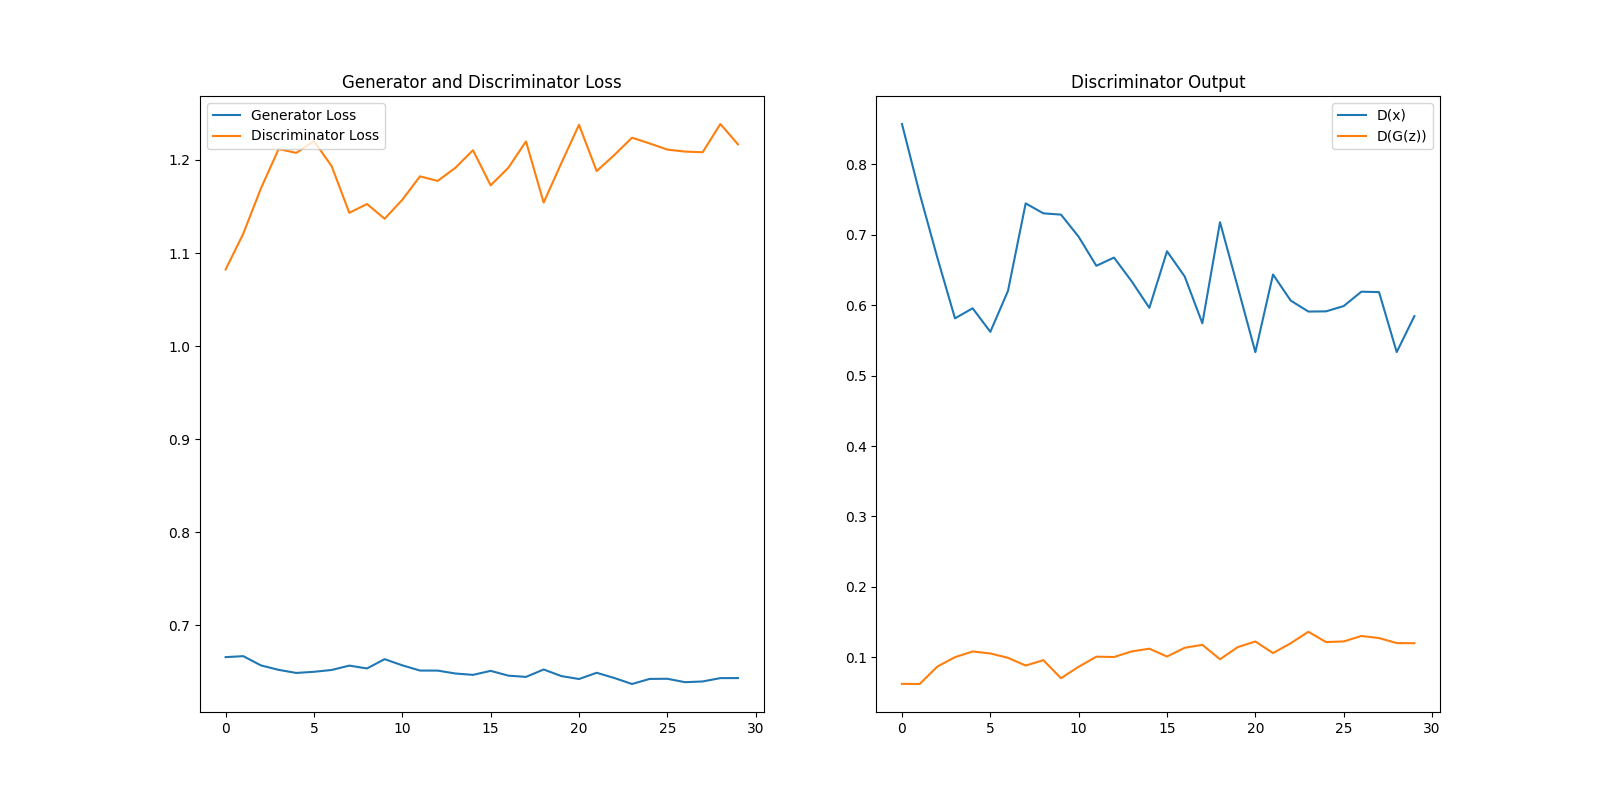 Generator and Discriminator Loss
Generator Loss
Discriminator Loss
1.2
1.1
1.0
0.9
0.8
0.7
0 5 10 15 20 25 30
Discriminator Output
D(x)
D(G(z))
0.8
0.7
0.6
0.5
0.4
0.3
0.2
0.1
0 5 10 15 20 25 30